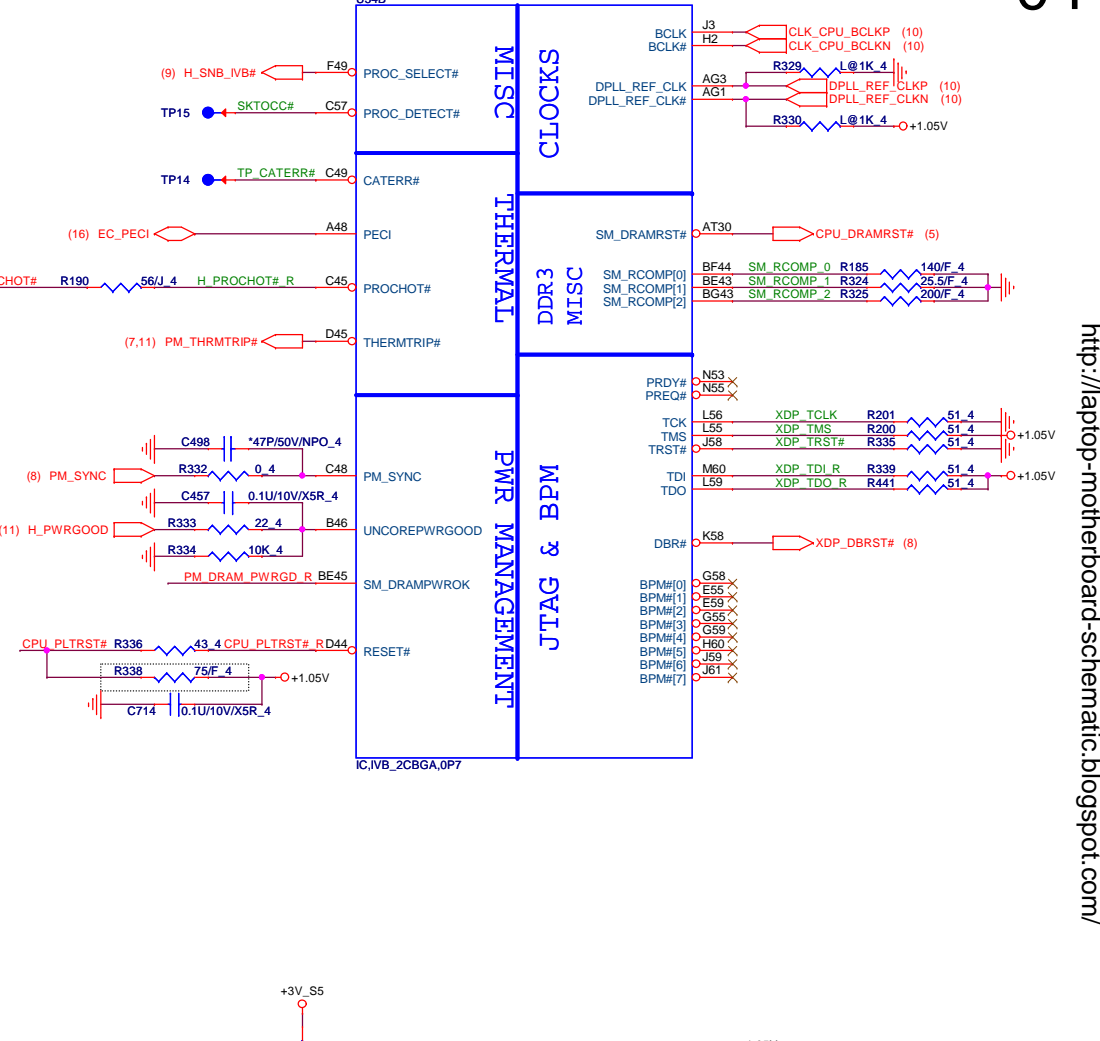 U34B
MISC
CLOCKS
THERMAL
DDR3
MISC
PWR MANAGEMENT
JTAG & BPM
(9) H_SNB_IVB# F49 PROC_SELECT#
TP15 SKTOCC# C57 PROC_DETECT#
TP14 TP_CATERR# C49 CATERR#
(16) EC_PECI A48 PECI
CHOT# R190 56/J_4 H_PROCHOT#_R C45 PROCHOT#
(7,11) PM_THRMTRIP# D45 THERMTRIP#
C498 *47P/50V/NPO_4
(8) PM_SYNC R332 0_4 C48 PM_SYNC
C457 0.1U/10V/X5R_4
(11) H_PWRGOOD R333 22_4 B46 UNCOREPWRGOOD
R334 10K_4
PM_DRAM_PWRGD_R BE45 SM_DRAMPWROK
CPU_PLTRST# R336 43_4 CPU_PLTRST#_R D44 RESET#
R338 75/F_4 +1.05V
C714 0.1U/10V/X5R_4
BCLK J3 CLK_CPU_BCLKP (10)
BCLK# H2 CLK_CPU_BCLKN (10)
R329 L@1K_4
DPLL_REF_CLK AG3 DPLL_REF_CLKP (10)
DPLL_REF_CLK# AG1 DPLL_REF_CLKN (10)
R330 L@1K_4 +1.05V
SM_DRAMRST# AT30 CPU_DRAMRST# (5)
SM_RCOMP[0] BF44 SM_RCOMP_0 R185 140/F_4
SM_RCOMP[1] BE43 SM_RCOMP_1 R324 25.5/F_4
SM_RCOMP[2] BG43 SM_RCOMP_2 R325 200/F_4
PRDY# N53
PREQ# N55
TCK L56 XDP_TCLK R201 51_4
TMS L55 XDP_TMS R200 51_4 +1.05V
TRST# J58 XDP_TRST# R335 51_4
TDI M60 XDP_TDI_R R339 51_4 +1.05V
TDO L59 XDP_TDO_R R441 51_4
DBR# K58 XDP_DBRST# (8)
BPM#[0] G58
BPM#[1] E55
BPM#[2] E59
BPM#[3] G55
BPM#[4] G59
BPM#[5] H60
BPM#[6] J59
BPM#[7] J61
IC,IVB_2CBGA,0P7
http://laptop-motherboard-schematic.blogspot.com/
+3V_S5